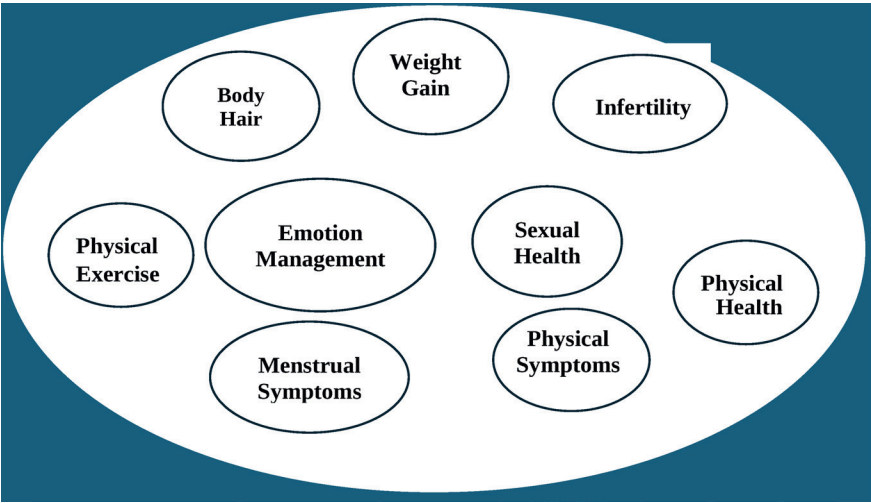 Weight
Gain
Body
Hair
Infertility
Emotion
Management
Sexual
Health
Physical
Exercise
Physical
Health
Physical
Symptoms
Menstrual
Symptoms